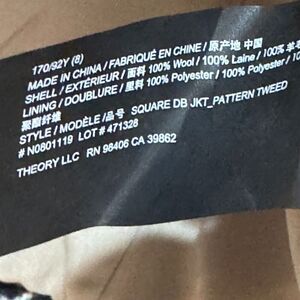 170/92Y (8)
MADE IN CHINA / FABRIQUÉ EN CHINE / 原产地 中国
SHELL / EXTÉRIEUR / 面料 100% Wool / 100% Laine / 100% 羊毛
LINING / DOUBLURE / 里料 100% Polyester / 100% Polyester / 100%
聚酯纤维
STYLE / MODÈLE /品号 SQUARE DB JKT_PATTERN TWEED
# N0801119 LOT # 471328
THEORY LLC RN 98406 CA 39862